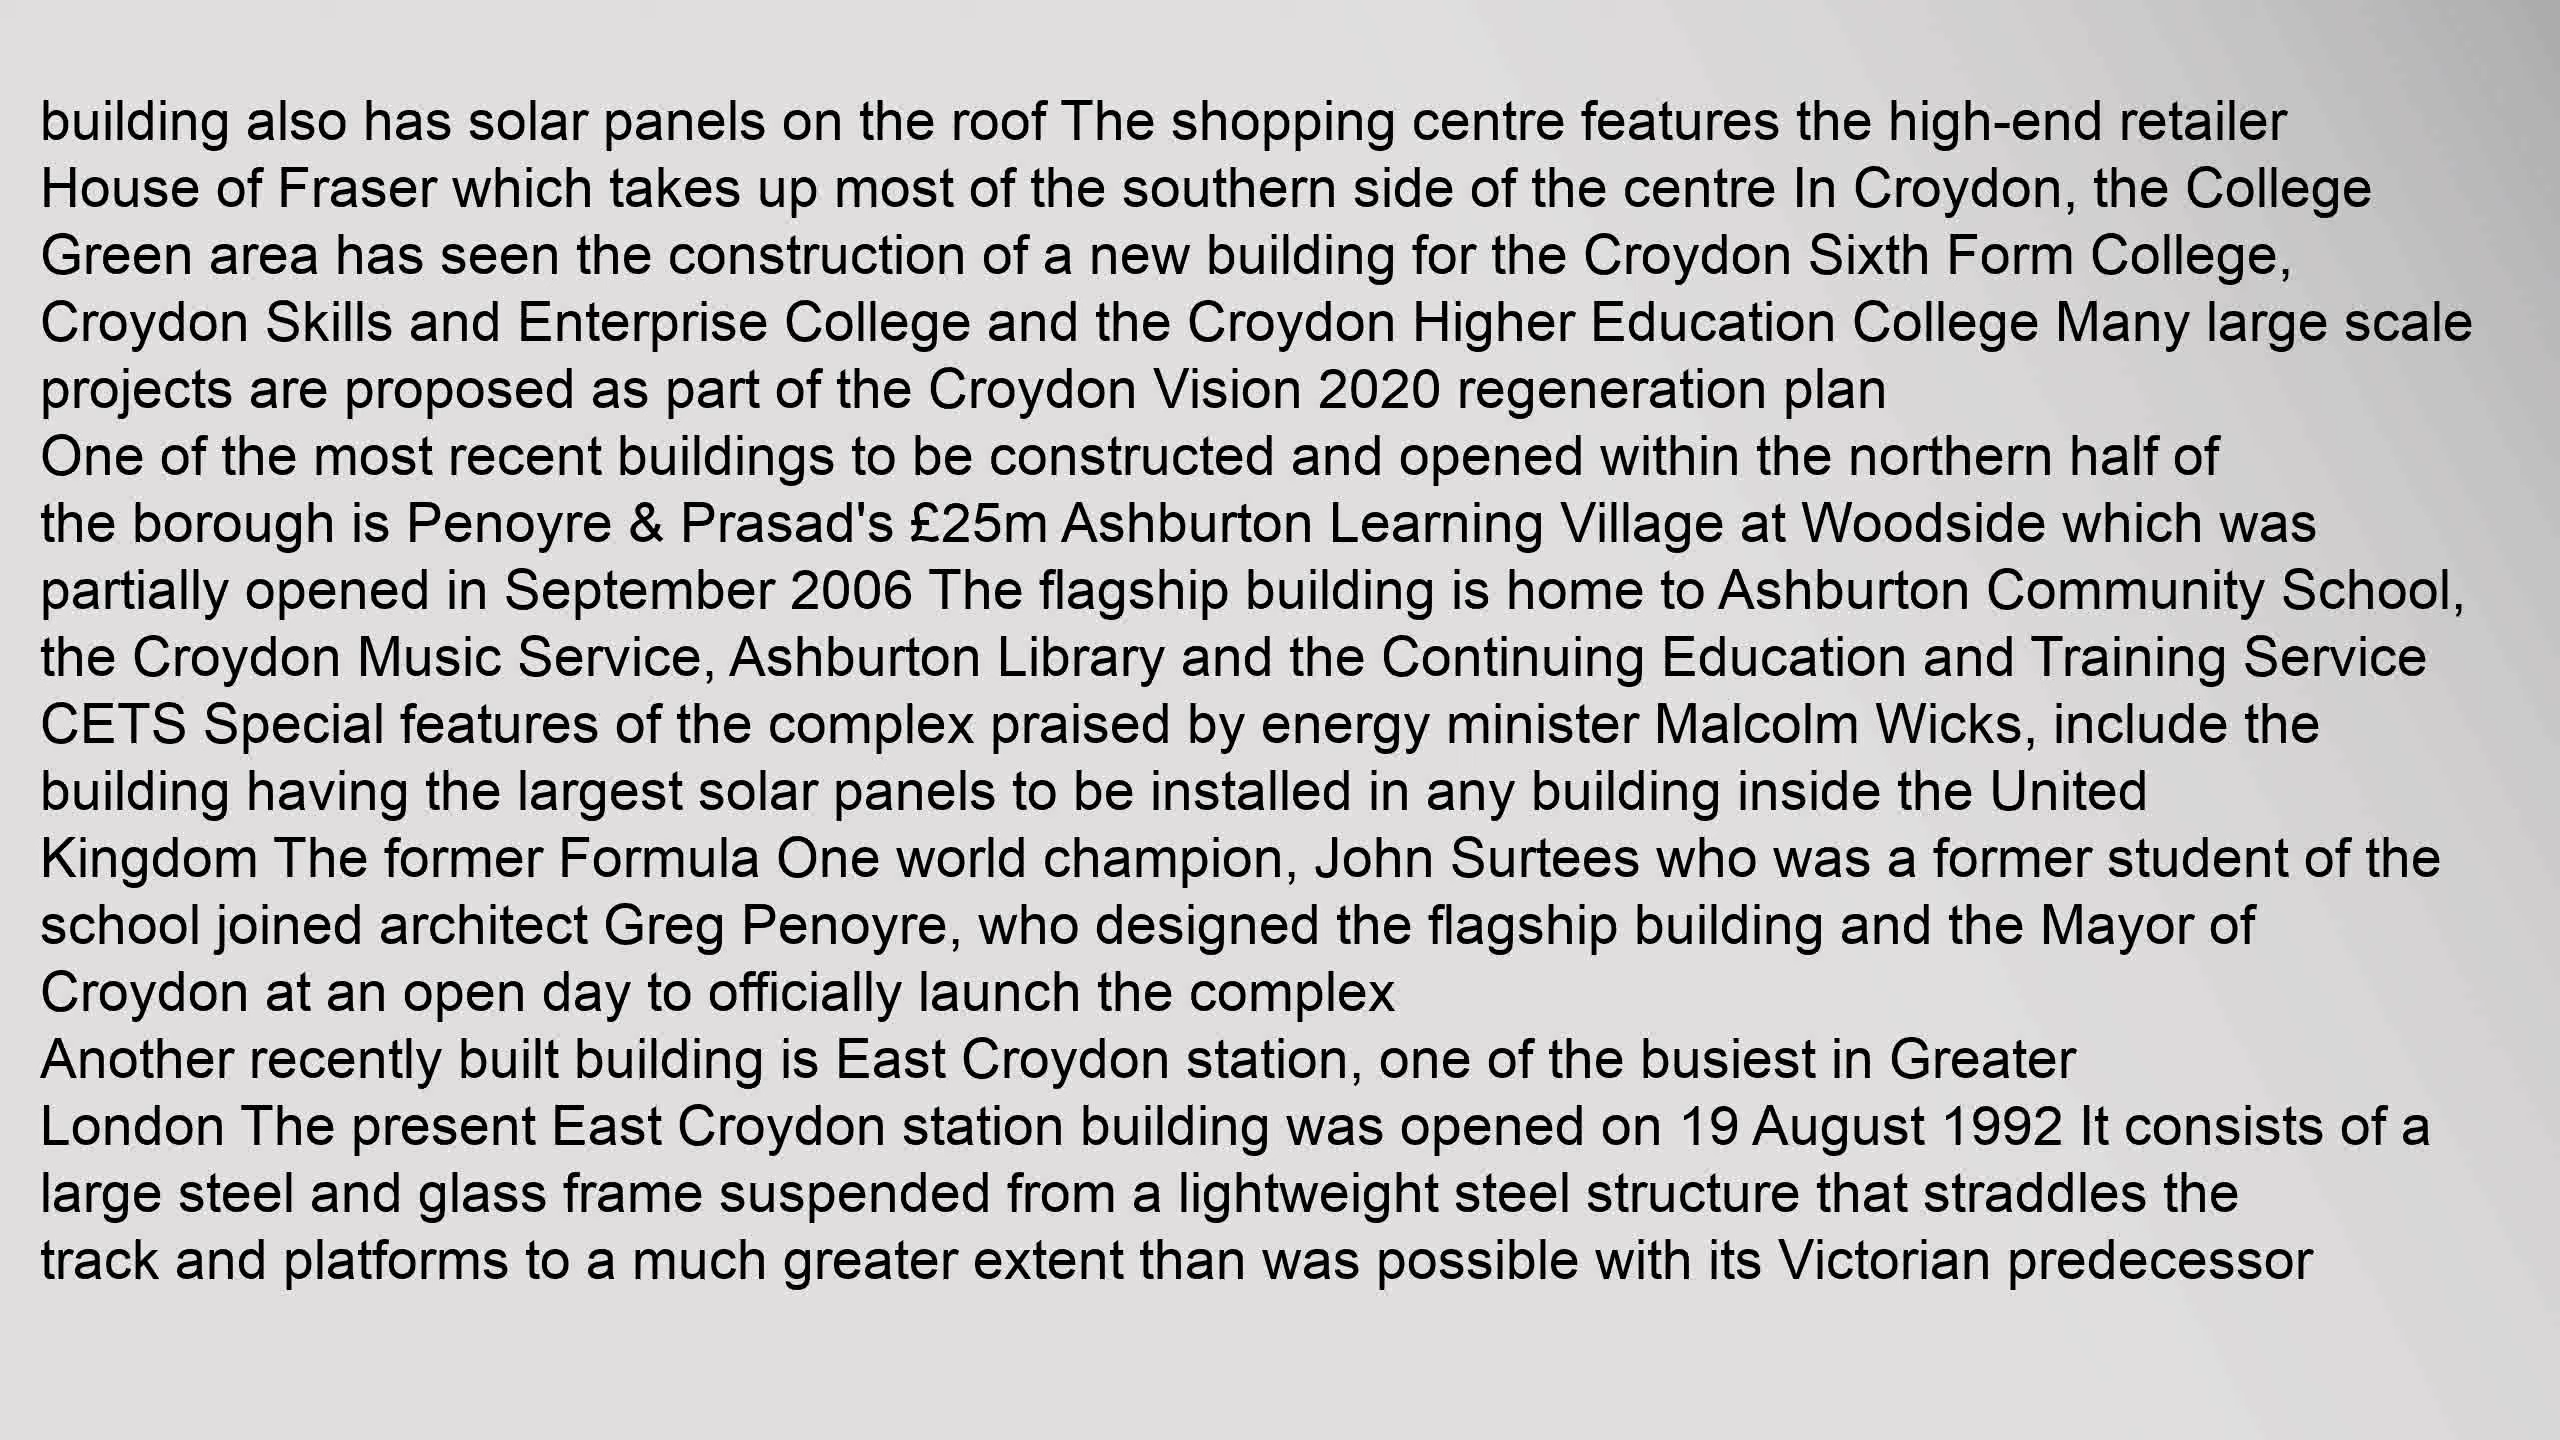 building also has solar panels on the roof The shopping centre features the high-end retailer
House of Fraser which takes up most of the southern side of the centre In Croydon, the College
Green area has seen the construction of a new building for the Croydon Sixth Form College,
Croydon Skills and Enterprise College and the Croydon Higher Education College Many large scale
projects are proposed as part of the Croydon Vision 2020 regeneration plan
One of the most recent buildings to be constructed and opened within the northern half of
the borough is Penoyre & Prasad's £25m Ashburton Learning Village at Woodside which was
partially opened in September 2006 The flagship building is home to Ashburton Community School,
the Croydon Music Service, Ashburton Library and the Continuing Education and Training Service
CETS Special features of the complex praised by energy minister Malcolm Wicks, include the
building having the largest solar panels to be installed in any building inside the United
Kingdom The former Formula One world champion, John Surtees who was a former student of the
school joined architect Greg Penoyre, who designed the flagship building and the Mayor of
Croydon at an open day to officially launch the complex
Another recently built building is East Croydon station, one of the busiest in Greater
London The present East Croydon station building was opened on 19 August 1992 It consists of a
large steel and glass frame suspended from a lightweight steel structure that straddles the
track and platforms to a much greater extent than was possible with its Victorian predecessor